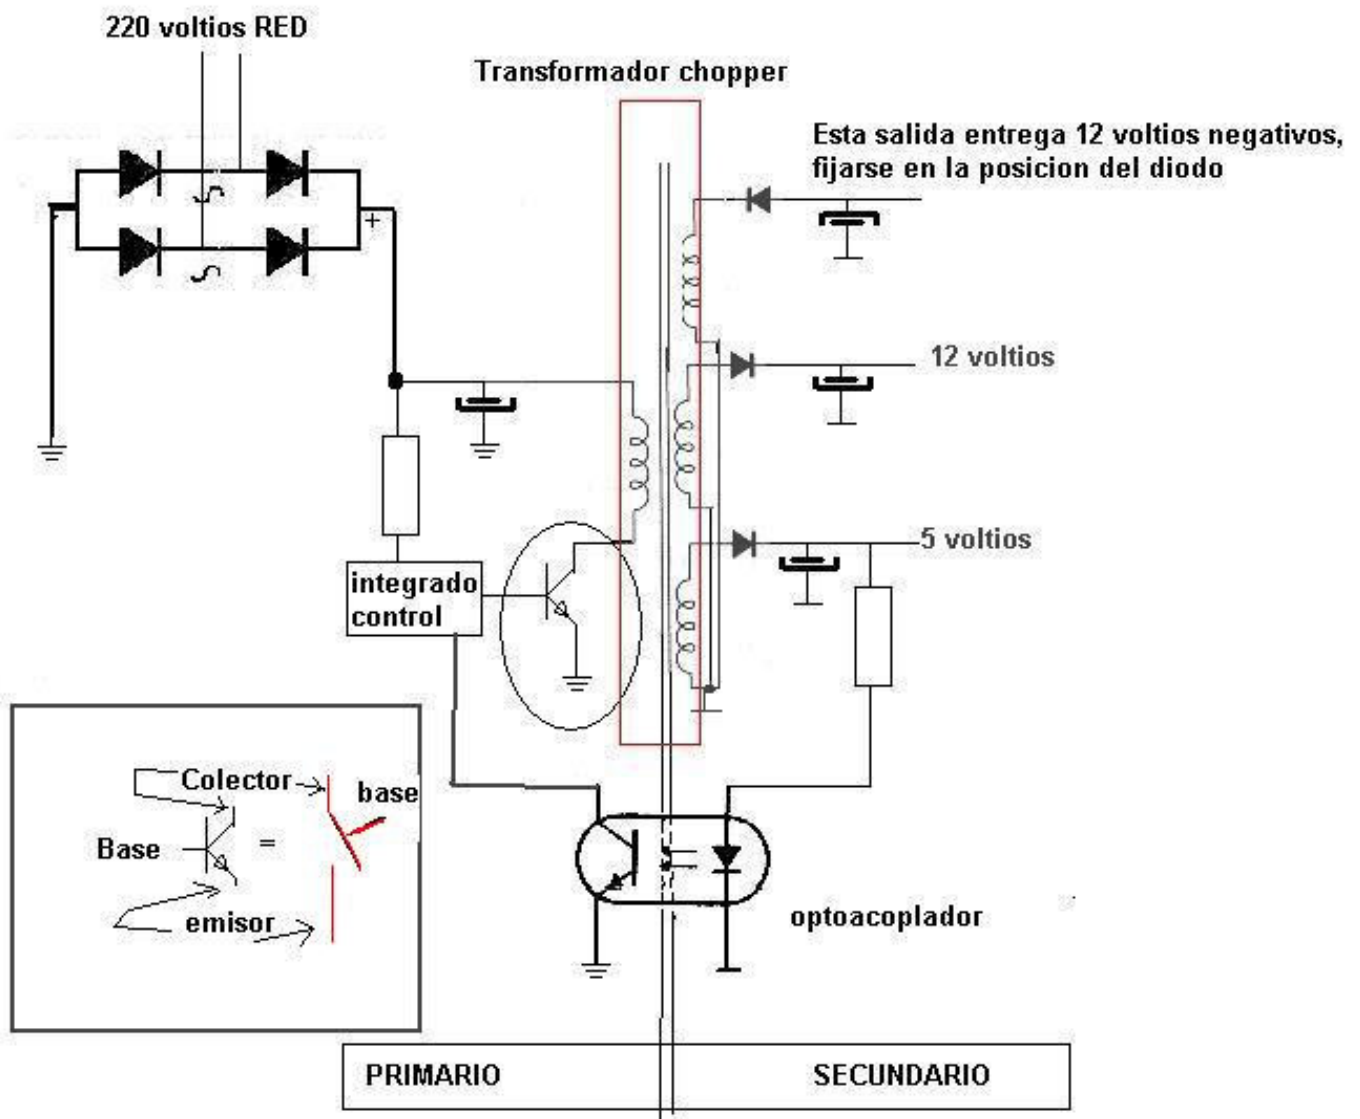 220 voltios RED
Transformador chopper
Esta salida entrega 12 voltios negativos,
fijarse en la posicion del diodo
+
12 voltios
5 voltios
integrado
control
Colector
base
Base
=
emisor
optoacoplador
PRIMARIO
SECUNDARIO